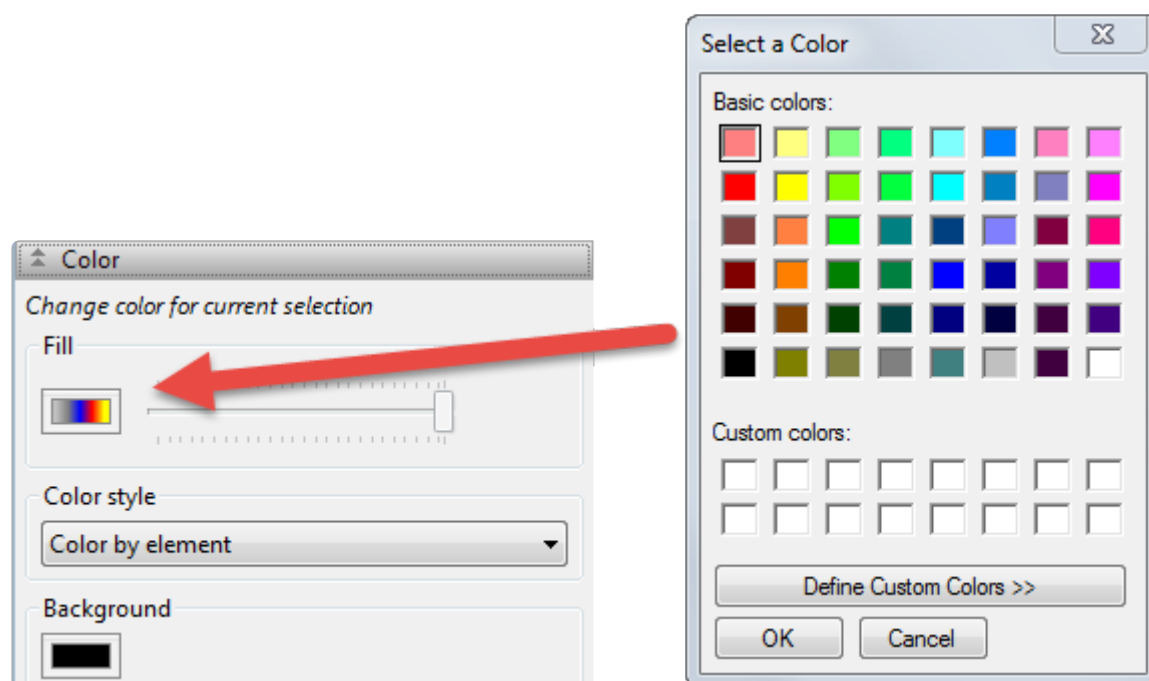 Select a Color
Basic colors:
Color
Change color for current selection
Fill
Custom colors:
Color style
Color by element
Define Custom Colors >>
Background
OK
Cancel